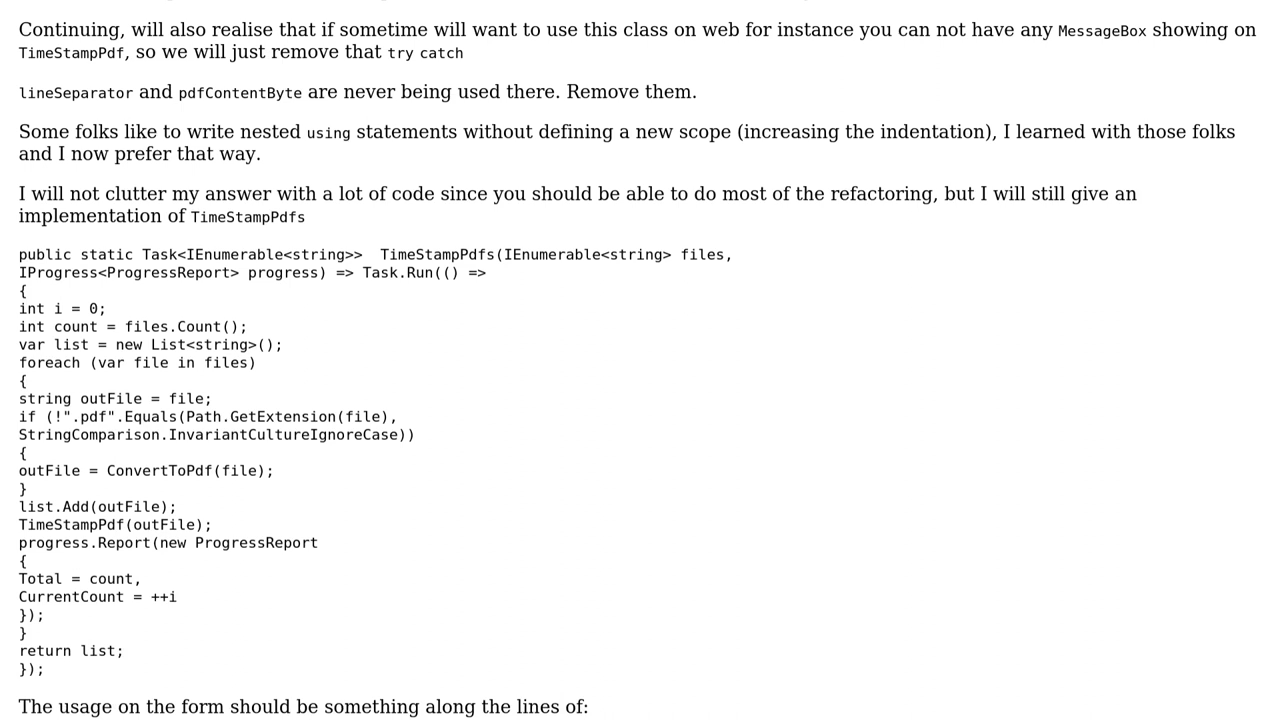 Continuing, will also realise that if sometime will want to use this class on web for instance you can not have any MessageBox showing on
TimeStampPdf, so we will just remove that try catch
lineSeparator and pdfContentByte are never being used there. Remove them.
Some folks like to write nested using statements without defining a new scope (increasing the indentation), I learned with those folks
and I now prefer that way.
I will not clutter my answer with a lot of code since you should be able to do most of the refactoring, but I will still give an
implementation of TimeStampPdfs
public static Task<IEnumerable<string>>  TimeStampPdfs(IEnumerable<string> files,
IProgress<ProgressReport> progress) => Task.Run(() =>
{
int i = 0;
int count = files.Count();
var list = new List<string>();
foreach (var file in files)
{
string outFile = file;
if (!".pdf".Equals(Path.GetExtension(file),
StringComparison.InvariantCultureIgnoreCase))
{
outFile = ConvertToPdf(file);
}
list.Add(outFile);
TimeStampPdf(outFile);
progress.Report(new ProgressReport
{
Total = count,
CurrentCount = ++i
});
}
return list;
});
The usage on the form should be something along the lines of: